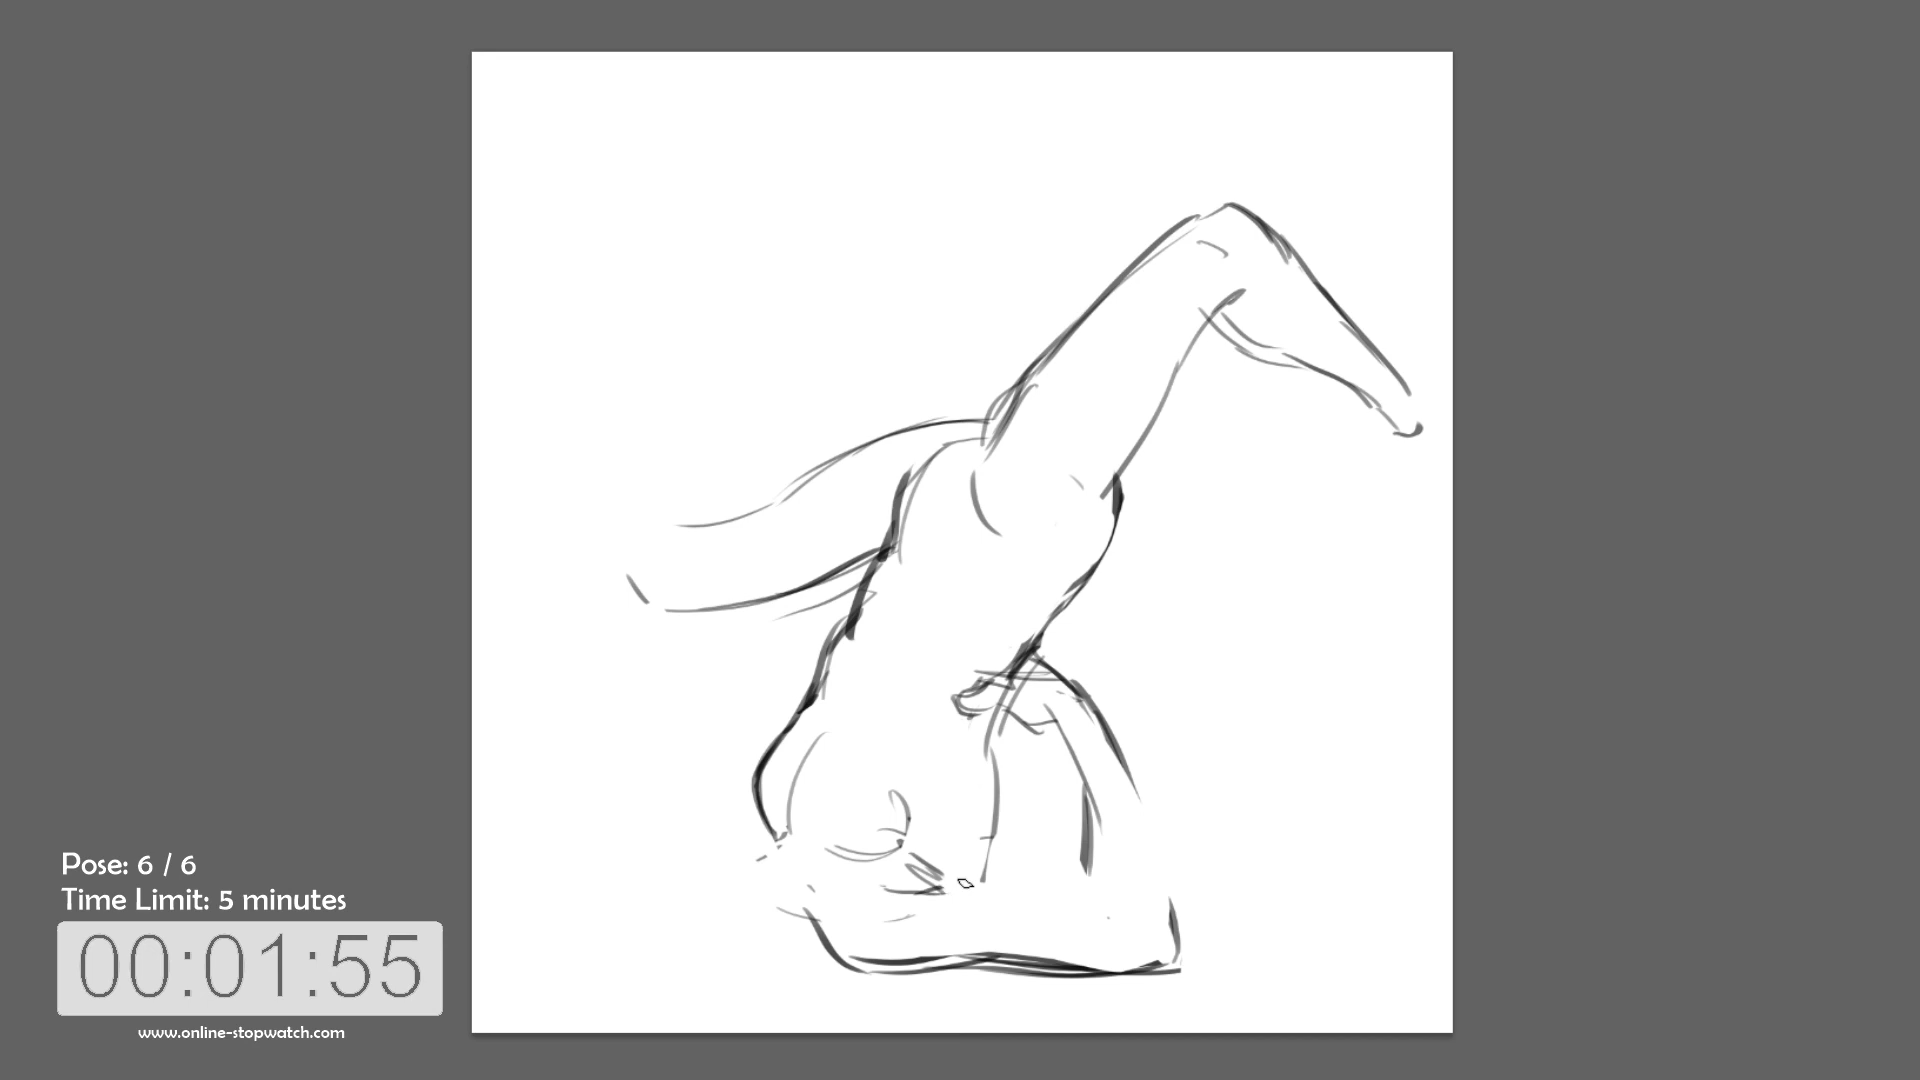 Pose: 6 / 6
Time Limit: 5 minutes
00:01:55
www.online-stopwatch.com